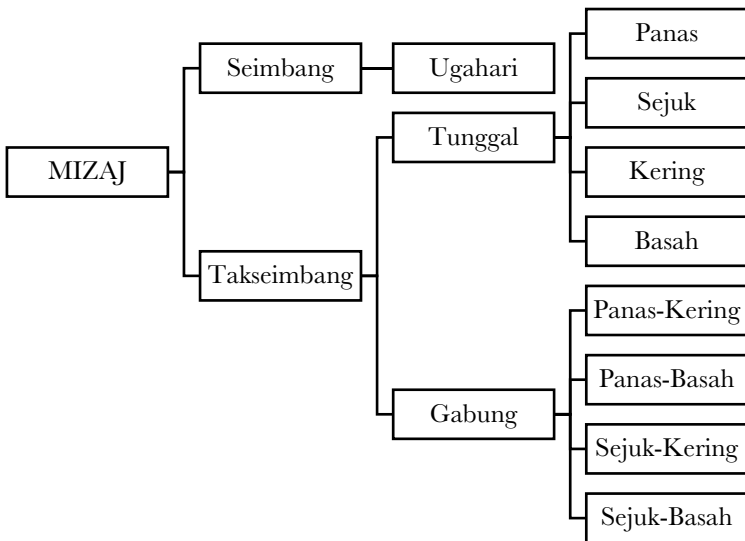 MIZAJ
Seimbang
Ugahari
Takseimbang
Tunggal
Panas
Sejuk
Kering
Basah
Gabung
Panas-Kering
Panas-Basah
Sejuk-Kering
Sejuk-Basah